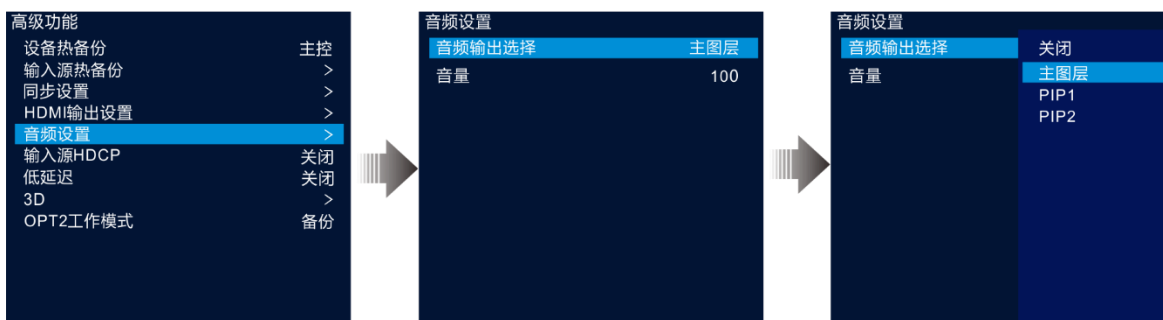 高级功能
设备热备份 主控
输入源热备份 >
同步设置 >
HDMI输出设置 >
音频设置 >
输入源HDCP 关闭
低延迟 关闭
3D >
OPT2工作模式 备份
音频设置
音频输出选择 主图层
音量 100
音频设置
音频输出选择 关闭
音量 主图层
PIP1
PIP2